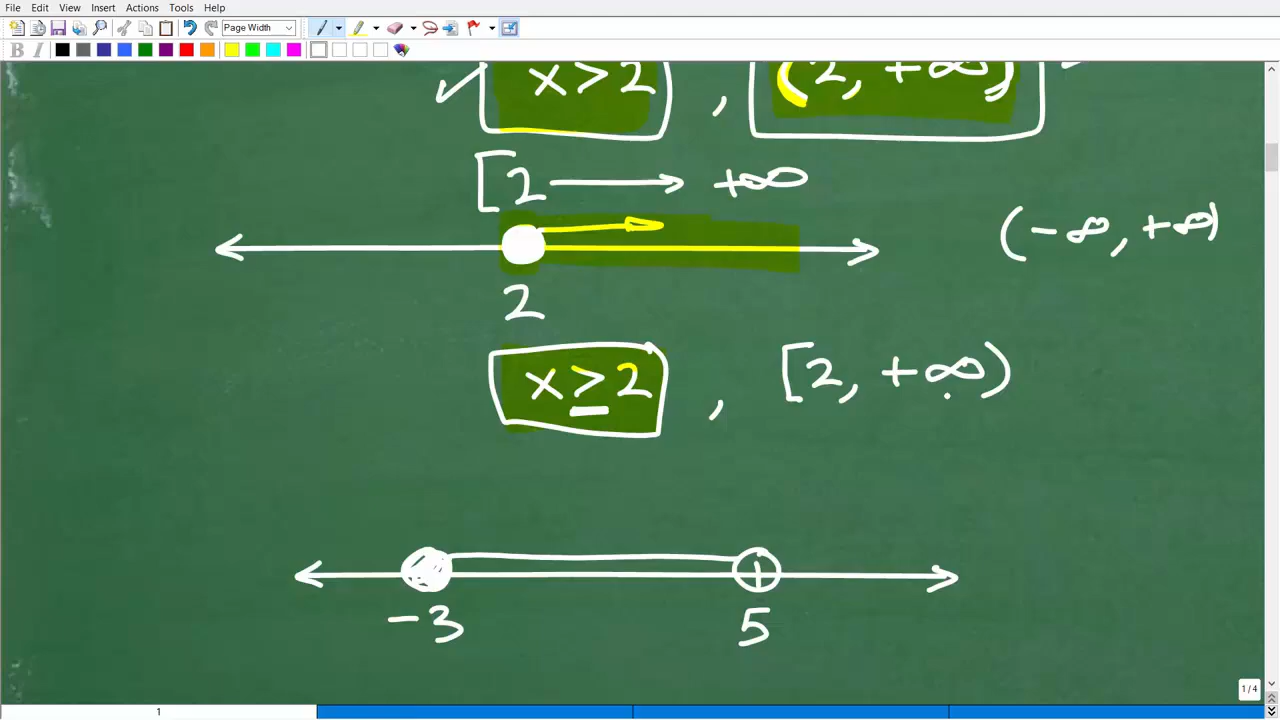 File Edit View Insert Actions Tools Help
Page Width
B I
x > 2 , (2, +∞)
[2 → +∞
(-∞, +∞)
2
x ≥ 2 , [2, +∞)
-3 5
1/4
1